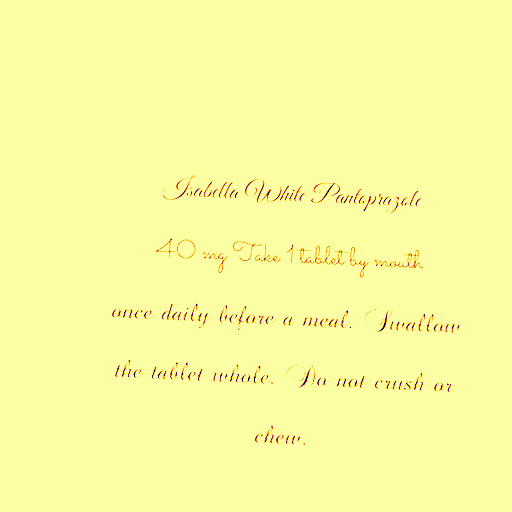 Isabella White Pantoprazole
40 mg Take 1 tablet by mouth
once daily before a meal. Swallow
the tablet whole. Do not crush or
chew.